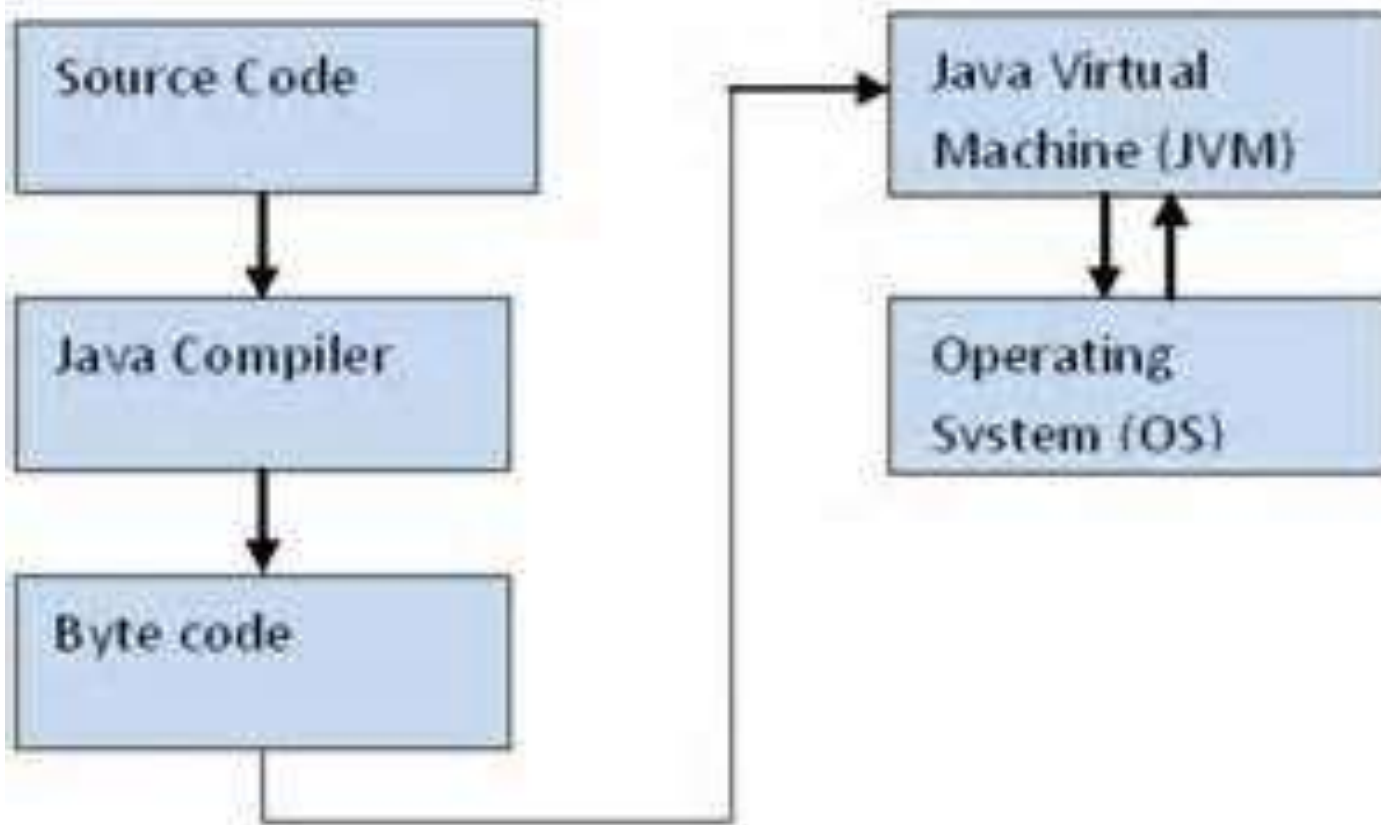 Source Code
Java Compiler
Byte code
Java Virtual
Machine (JVM)
Operating
System (OS)